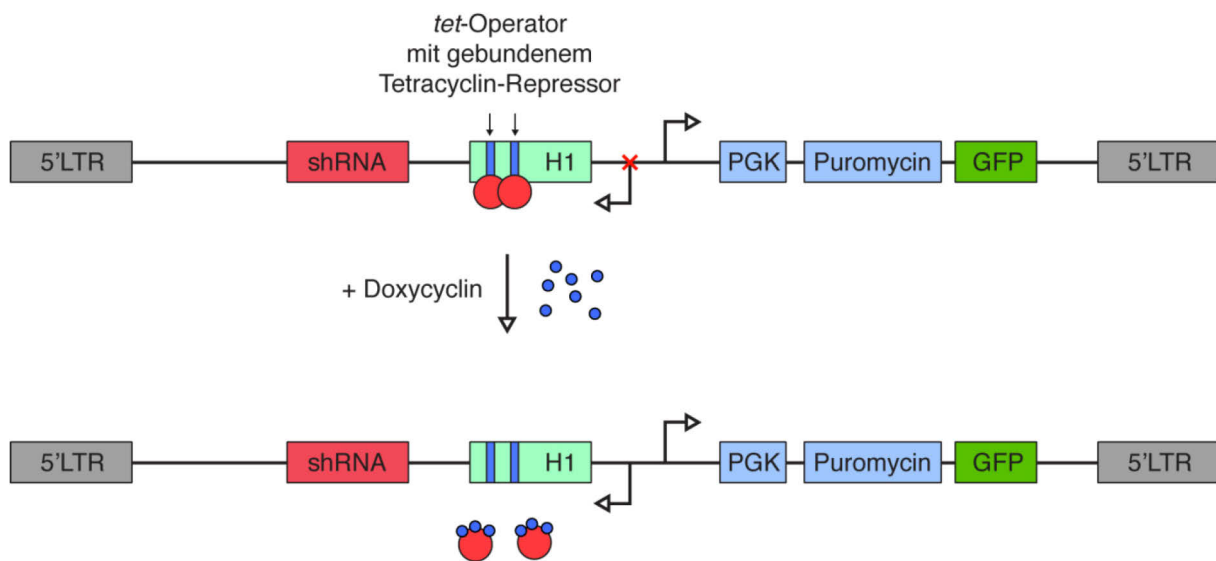 tet-Operator
mit gebundenem
Tetracyclin-Repressor
5'LTR shRNA H1 PGK Puromycin GFP 5'LTR
+ Doxycyclin
5'LTR shRNA H1 PGK Puromycin GFP 5'LTR